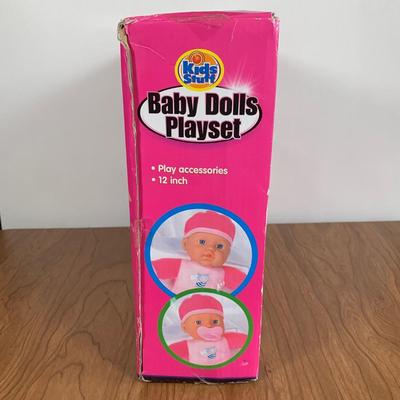 Kids
Stuff
Baby Dolls
Playset
• Play accessories
• 12 inch